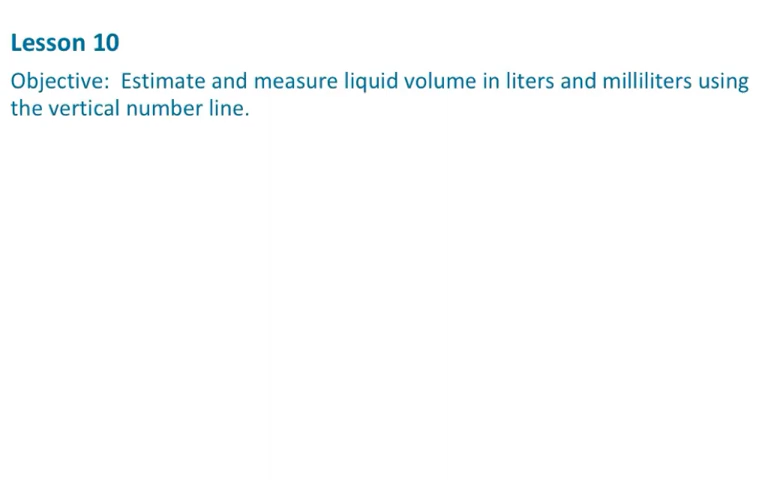 Lesson 10
Objective:  Estimate and measure liquid volume in liters and milliliters using
the vertical number line.